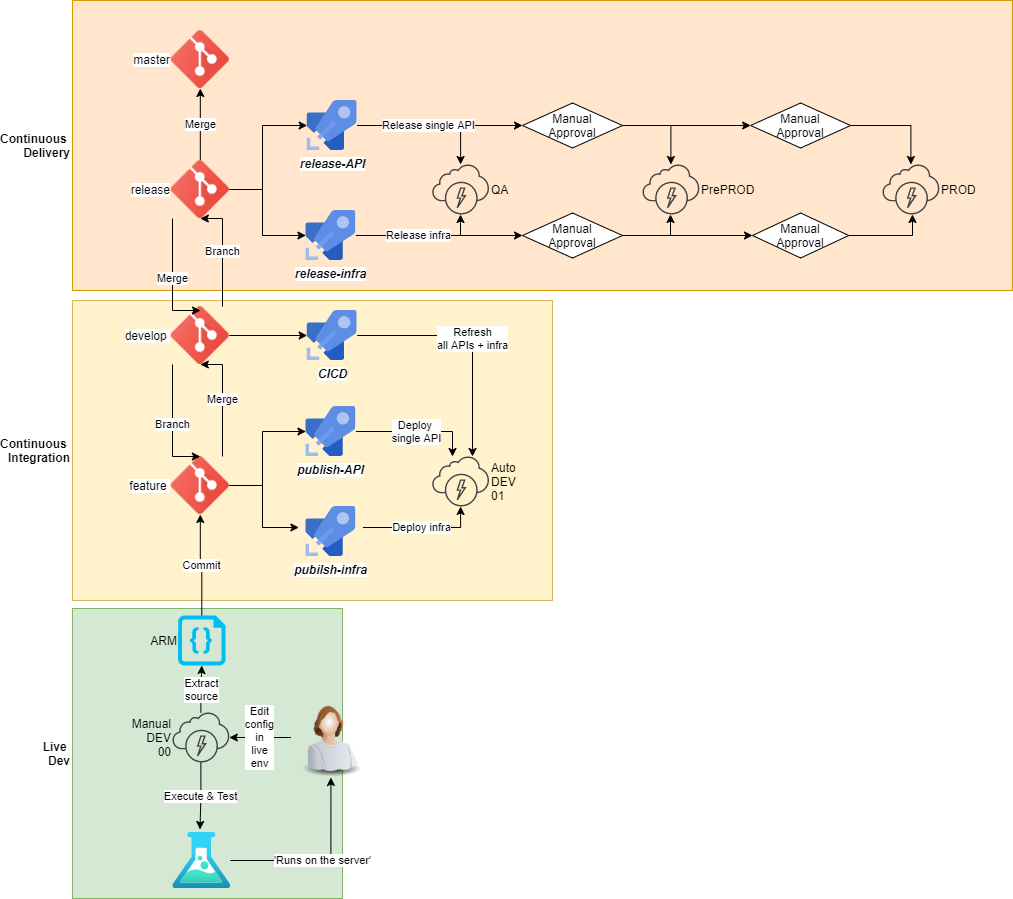 master
Merge
Continuous
Delivery
release
release-API
Release single API
Manual
Approval
Manual
Approval
QA
PrePROD
PROD
release-infra
Release infra
Manual
Approval
Manual
Approval
Branch
Merge
develop
CICD
Refresh
all APIs + infra
Merge
Branch
Continuous
Integration
feature
publish-API
Deploy
single API
Auto
DEV
01
pubilsh-infra
Deploy infra
Commit
ARM
Extract
source
Manual
DEV
00
Edit
config
in
live
env
Live
Dev
Execute & Test
'Runs on the server'